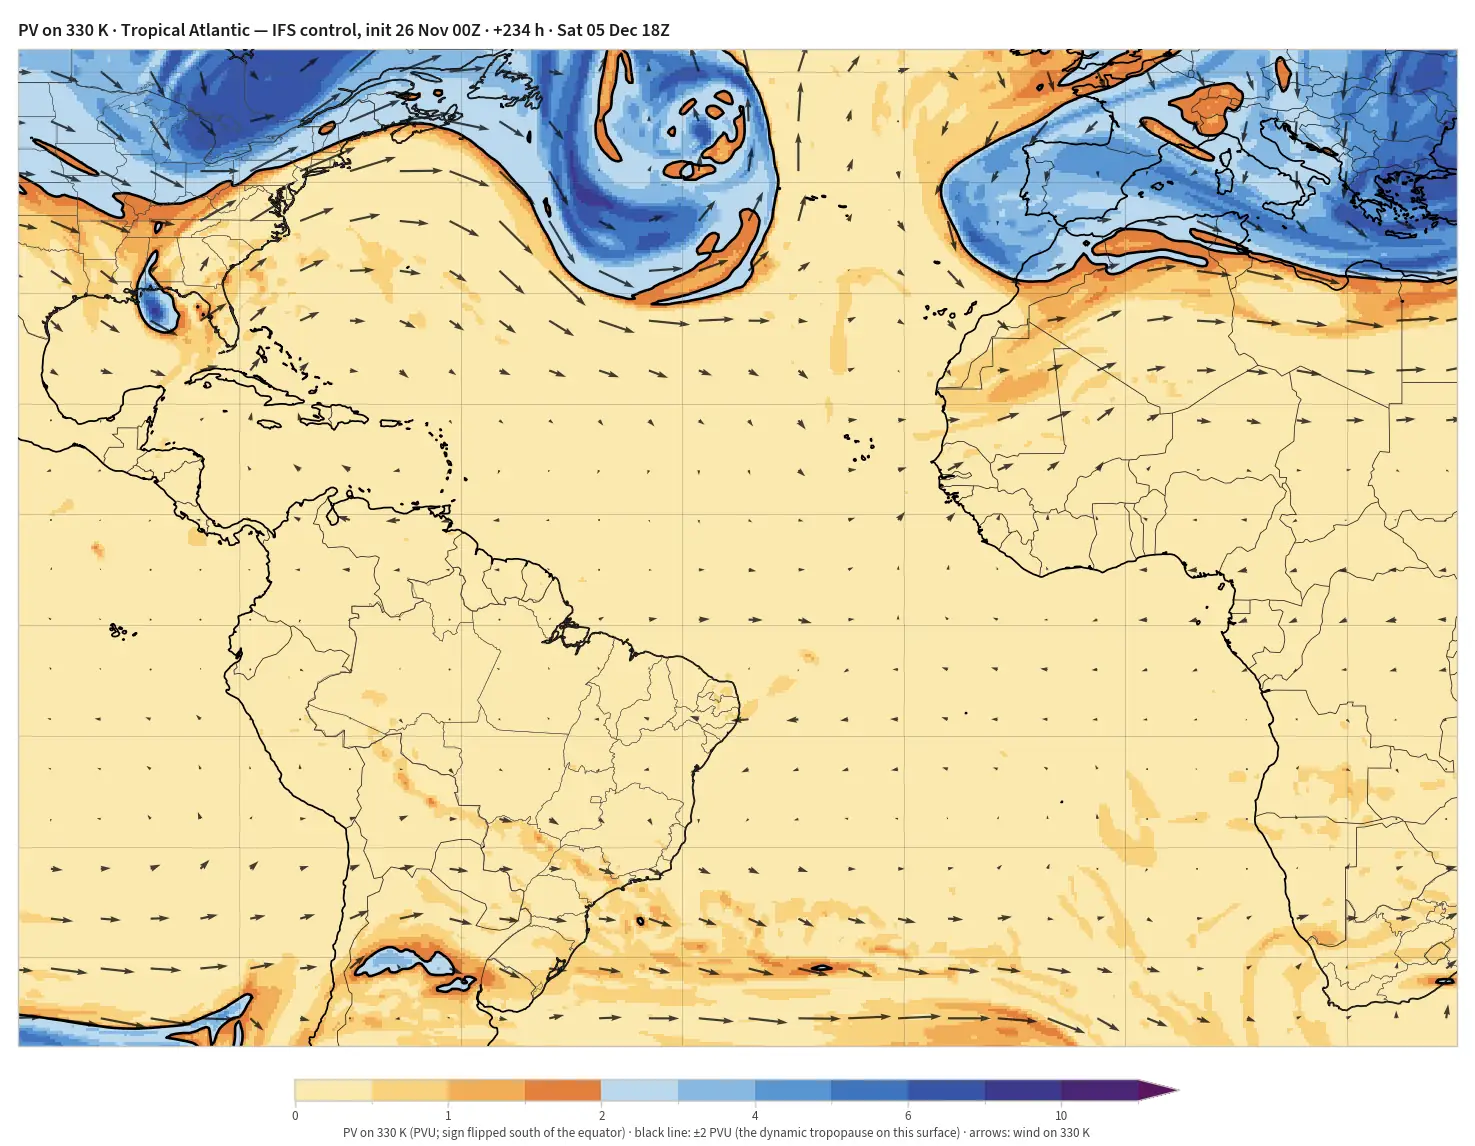 PV on 330 K · Tropical Atlantic — IFS control, init 26 Nov 00Z · +234 h · Sat 05 Dec 18Z
0 1 2 4 6 10
PV on 330 K (PVU; sign flipped south of the equator) · black line: ±2 PVU (the dynamic tropopause on this surface) · arrows: wind on 330 K